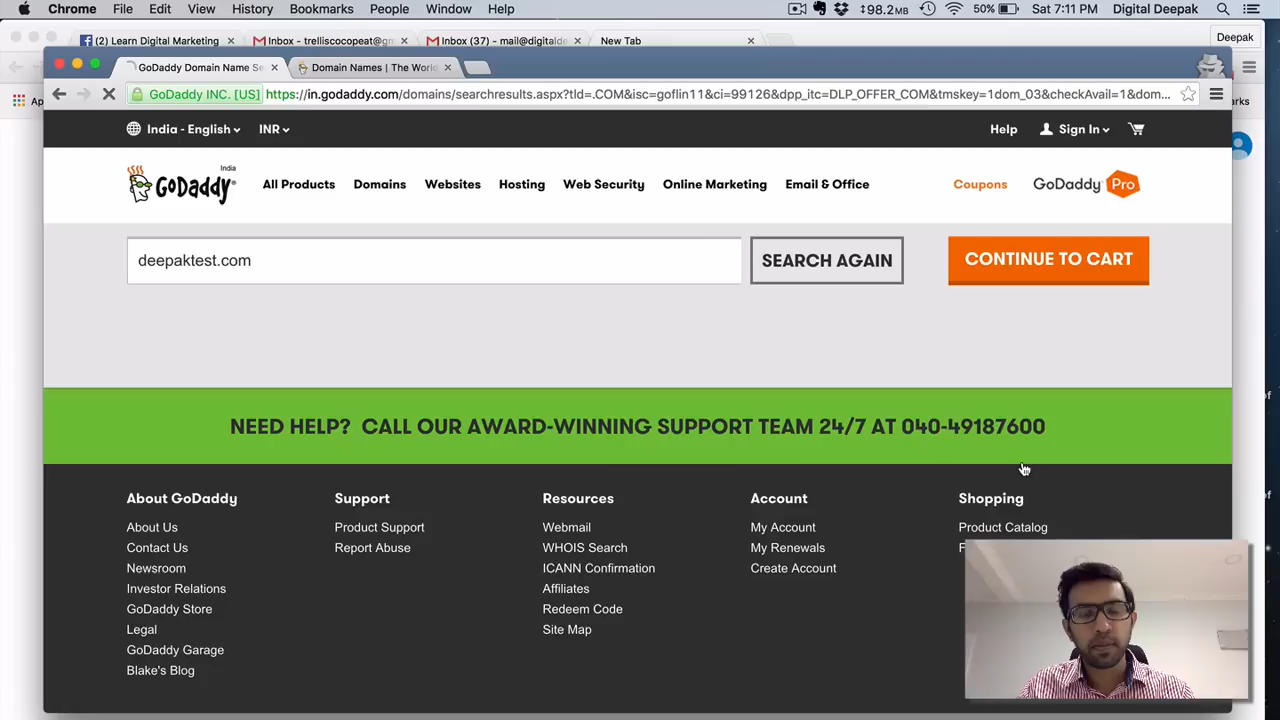 Chrome File Edit View History Bookmarks People Window Help 98.2MB 50% Sat 7:11 PM Digital Deepak
(2) Learn Digital Marketing Inbox - trelliscocopeat@gr Inbox (37) - mail@digitalde New Tab Deepak
GoDaddy Domain Name Se Domain Names | The World
GoDaddy INC. [US] https://in.godaddy.com/domains/searchresults.aspx?tld=.COM&isc=goflin11&ci=99126&dpp_itc=DLP_OFFER_COM&tmskey=1dom_03&checkAvail=1&dom...
Ap
rks
India - English INR Help Sign In
GoDaddy India All Products Domains Websites Hosting Web Security Online Marketing Email & Office Coupons GoDaddy Pro
deepaktest.com SEARCH AGAIN CONTINUE TO CART
of
NEED HELP? CALL OUR AWARD-WINNING SUPPORT TEAM 24/7 AT 040-49187600
of
About GoDaddy Support Resources Account Shopping
About Us Product Support Webmail My Account Product Catalog
Contact Us Report Abuse WHOIS Search My Renewals
Newsroom ICANN Confirmation Create Account
Investor Relations Affiliates
GoDaddy Store Redeem Code
Legal Site Map
GoDaddy Garage
Blake's Blog